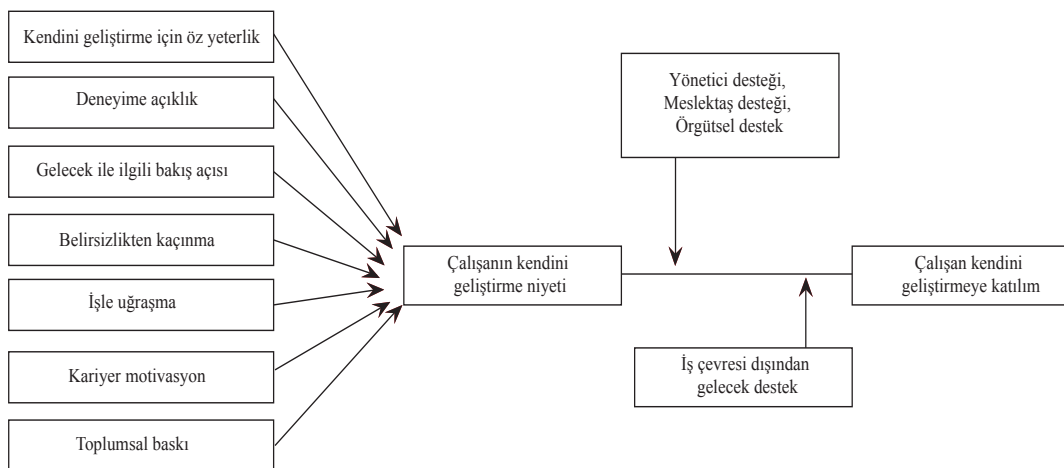 Kendini geliştirme için öz yeterlik
Deneyime açıklık
Gelecek ile ilgili bakış açısı
Belirsizlikten kaçınma
İşle uğraşma
Kariyer motivasyon
Toplumsal baskı
Çalışanın kendini
geliştirme niyeti
Yönetici desteği,
Meslektaş desteği,
Örgütsel destek
İş çevresi dışından
gelecek destek
Çalışan kendini
geliştirmeye katılım